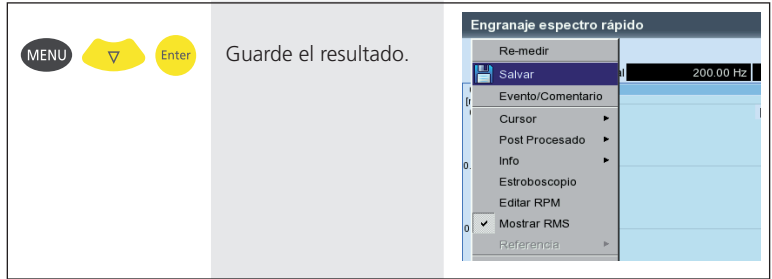 MENU
Enter
Guarde el resultado.
Engranaje espectro rápido
Re-medir
Salvar
200.00 Hz
Evento/Comentario
Cursor
Post Procesado
Info
Estroboscopio
Editar RPM
Mostrar RMS
Referencia